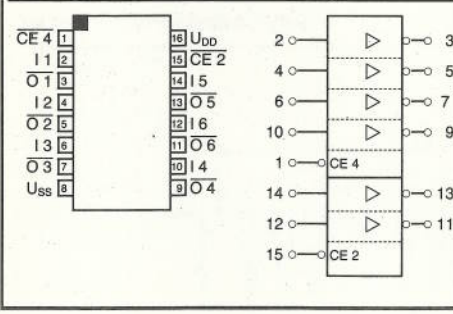 CE 4 1
I 1 2
O 1 3
I 2 4
O 2 5
I 3 6
O 3 7
Uss 8
16 UDD
15 CE 2
14 I 5
13 O 5
12 I 6
11 O 6
10 I 4
9 O 4
2 3
4 5
6 7
10 9
1 CE 4
14 13
12 11
15 CE 2